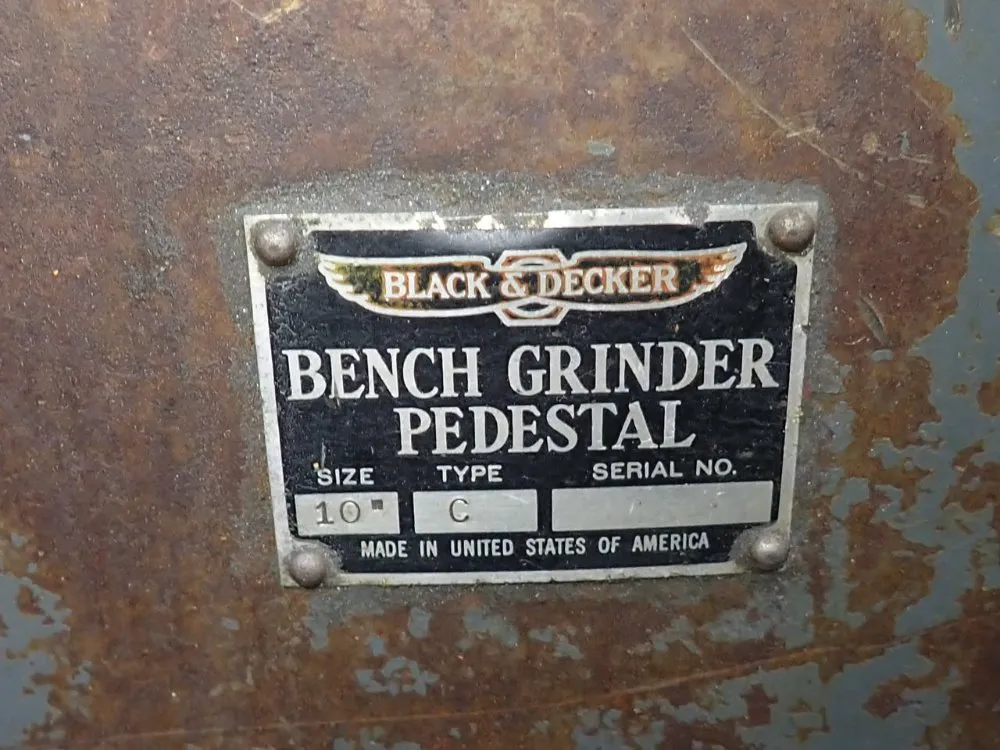 BLACK & DECKER
BENCH GRINDER
PEDESTAL
SIZE TYPE SERIAL NO.
10" C
MADE IN UNITED STATES OF AMERICA